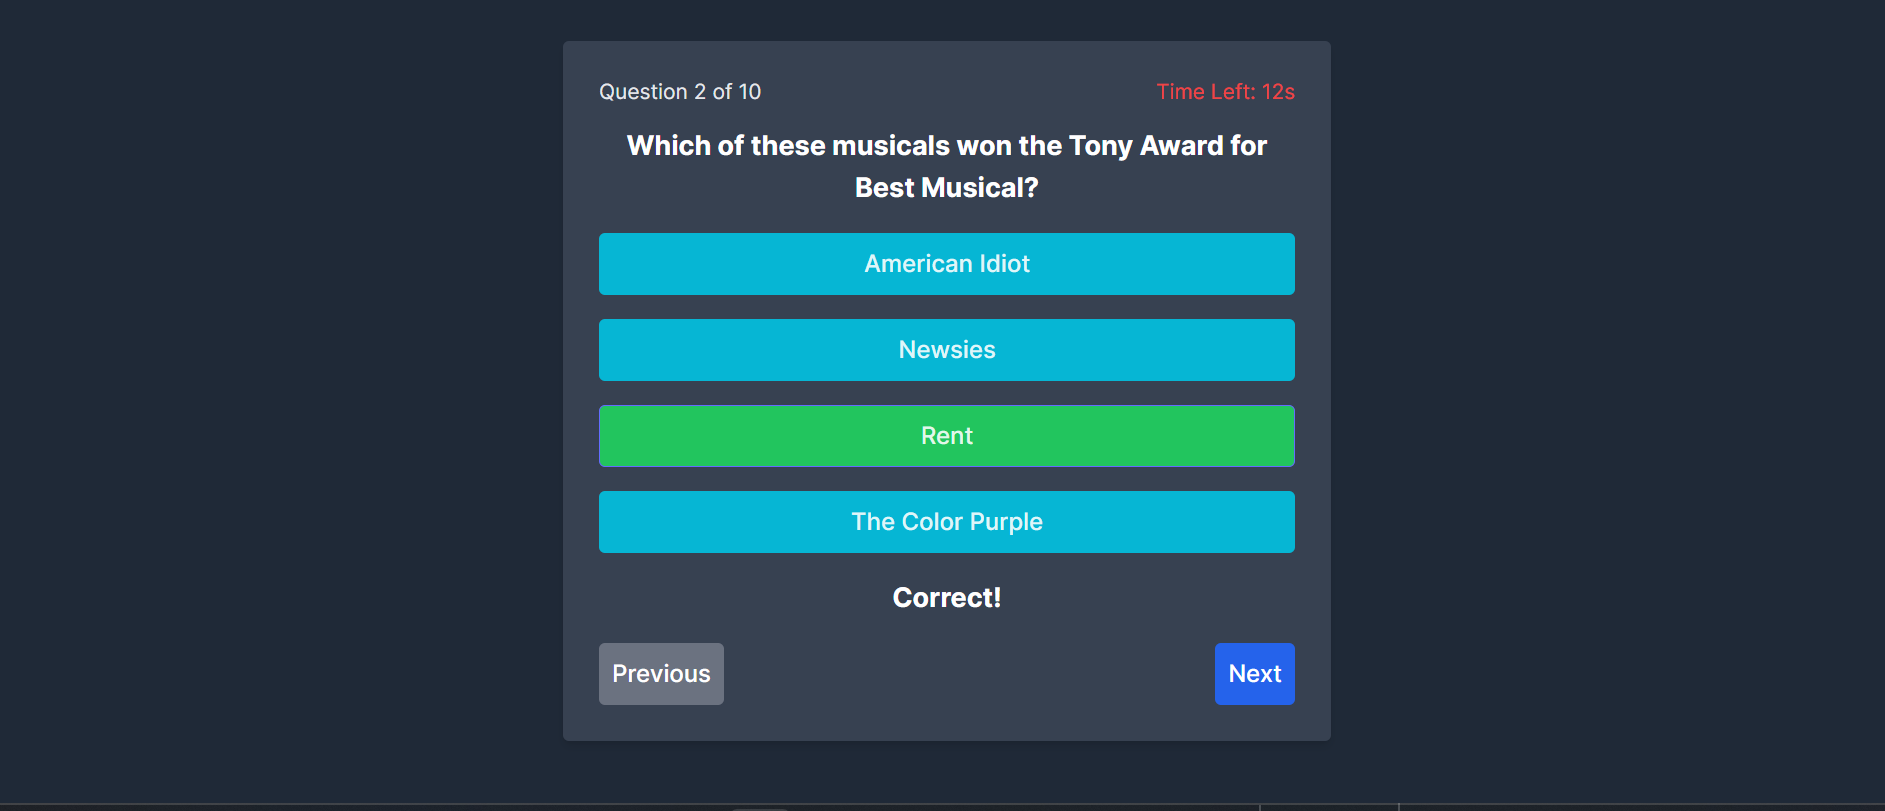 Question 2 of 10
Time Left: 12s
Which of these musicals won the Tony Award for
Best Musical?
American Idiot
Newsies
Rent
The Color Purple
Correct!
Previous
Next